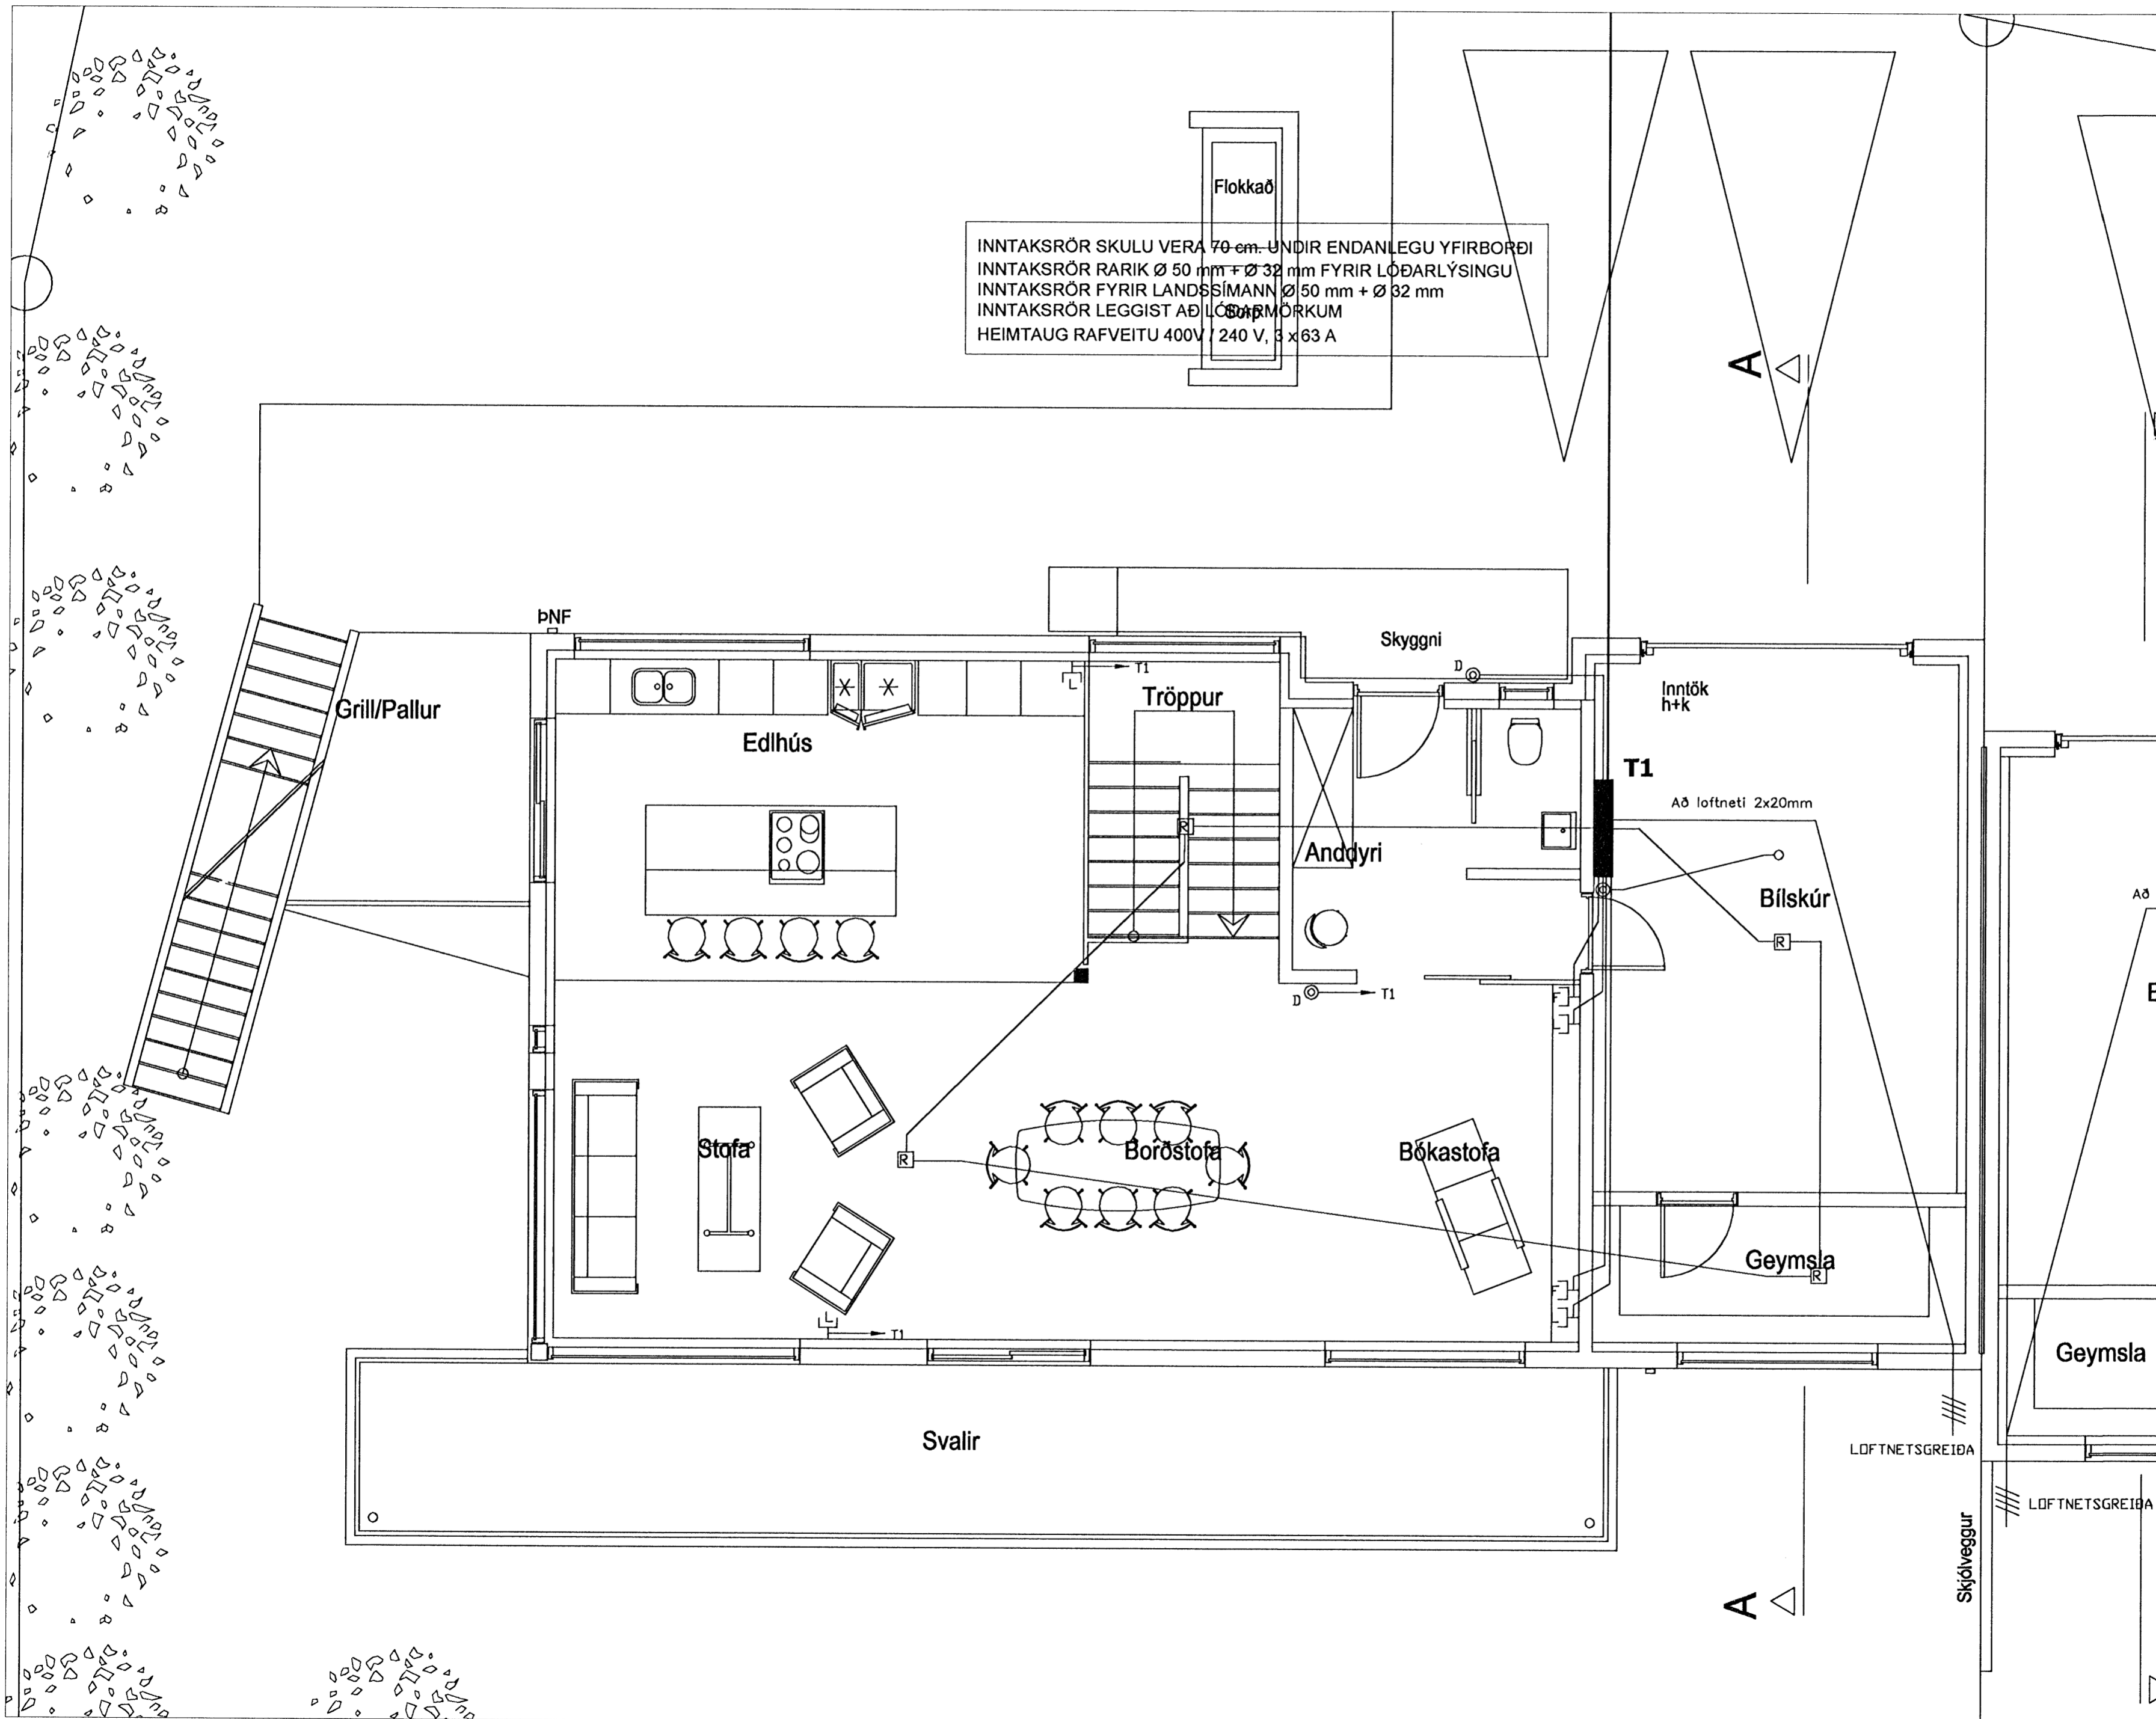 Flokkað
INNTAKSRÖR SKULU VERA 70 cm. UNDIR ENDANLEGU YFIRBORÐI
INNTAKSRÖR RARIK Ø 50 mm + Ø 32 mm FYRIR LÓÐARLÝSINGU
INNTAKSRÖR FYRIR LANDSSÍMANN Ø 50 mm + Ø 32 mm
INNTAKSRÖR LEGGIST AÐ LÓÐARMÖRKUM
Sorp
HEIMTAUG RAFVEITU 400V / 240 V, 3 x 63 A
A
ÞNF
Skyggni
D
T1
L
Tröppur
Inntök
h+k
Grill/Pallur
Edlhús
T1
Að loftneti 2x20mm
R
Anddyri
Bílskúr
Að
R
D
T1
F
E
Stofa
R
Borðstofa
Bókastofa
Geymsla
R
F
L
T1
Geymsla
Svalir
LOFTNETSGREIÐA
LOFTNETSGREIÐA
Skjólveggur
A